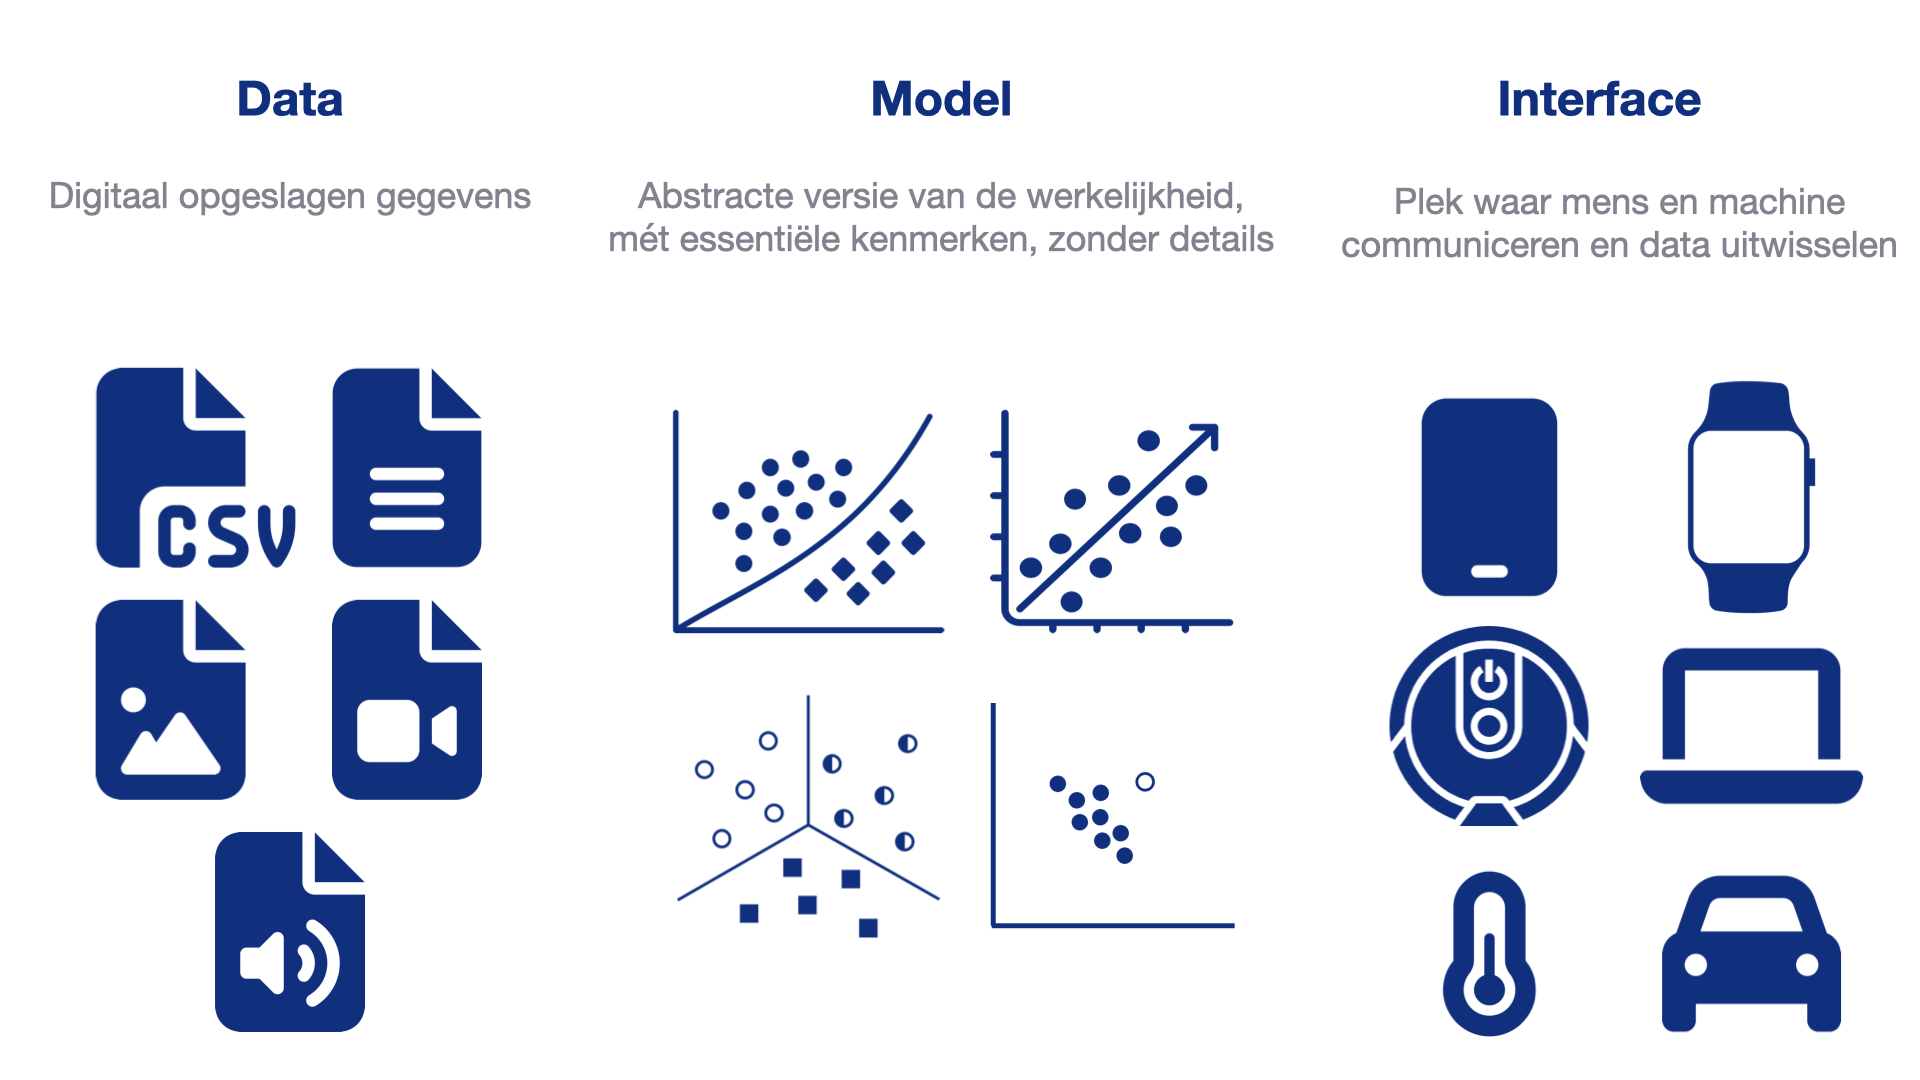 Data
Digitaal opgeslagen gegevens
CSV
Model
Abstracte versie van de werkelijkheid,
mét essentiële kenmerken, zonder details
Interface
Plek waar mens en machine
communiceren en data uitwisselen